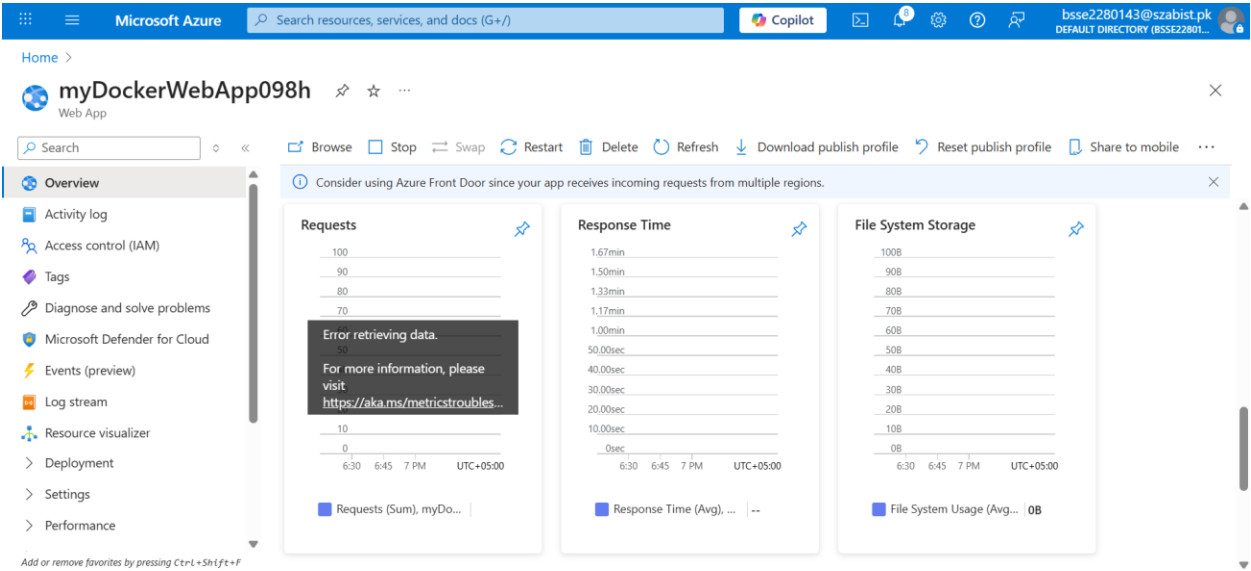 Microsoft Azure
Search resources, services, and docs (G+/)
Copilot
8
bsse2280143@szabist.pk
DEFAULT DIRECTORY (BSSE22801...
Home >
myDockerWebApp098h
Web App
Search
Browse Stop Swap Restart Delete Refresh Download publish profile Reset publish profile Share to mobile ...
Overview
Activity log
Access control (IAM)
Tags
Diagnose and solve problems
Microsoft Defender for Cloud
Events (preview)
Log stream
Resource visualizer
Deployment
Settings
Performance
Add or remove favorites by pressing Ctrl+Shift+F
Consider using Azure Front Door since your app receives incoming requests from multiple regions.
Requests
100
90
80
70
60
50
Error retrieving data.
For more information, please
visit
https://aka.ms/metricstroubles...
10
0
6:30 6:45 7 PM UTC+05:00
Requests (Sum), myDo...
Response Time
1.67min
1.50min
1.33min
1.17min
1.00min
50.00sec
40.00sec
30.00sec
20.00sec
10.00sec
0sec
6:30 6:45 7 PM UTC+05:00
Response Time (Avg), ... --
File System Storage
100B
90B
80B
70B
60B
50B
40B
30B
20B
10B
0B
6:30 6:45 7 PM UTC+05:00
File System Usage (Avg... 0B